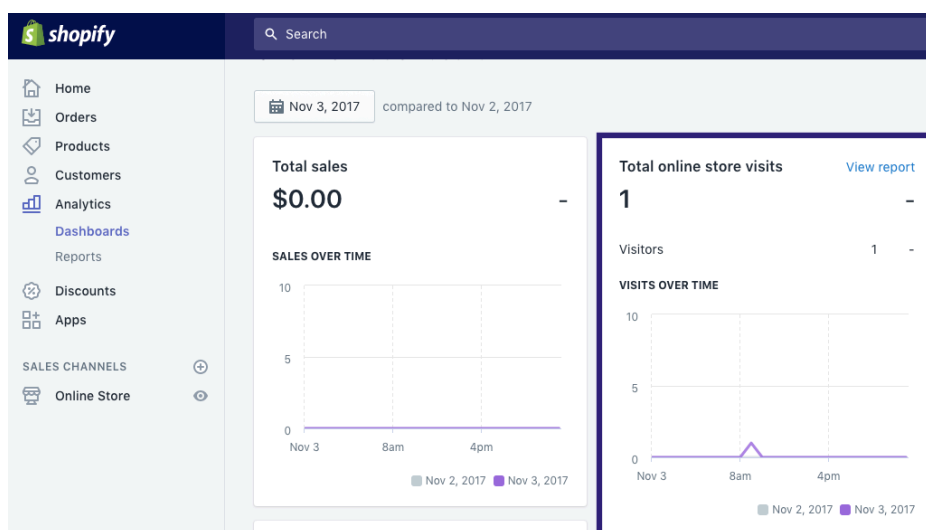 shopify
Search
Home
Orders
Products
Customers
Analytics
Dashboards
Reports
Discounts
Apps
SALES CHANNELS
Online Store
Nov 3, 2017 compared to Nov 2, 2017
Total sales
$0.00 -
SALES OVER TIME
10
5
0
Nov 3 8am 4pm
Nov 2, 2017 Nov 3, 2017
Total online store visits View report
1 -
Visitors 1 -
VISITS OVER TIME
10
5
0
Nov 3 8am 4pm
Nov 2, 2017 Nov 3, 2017